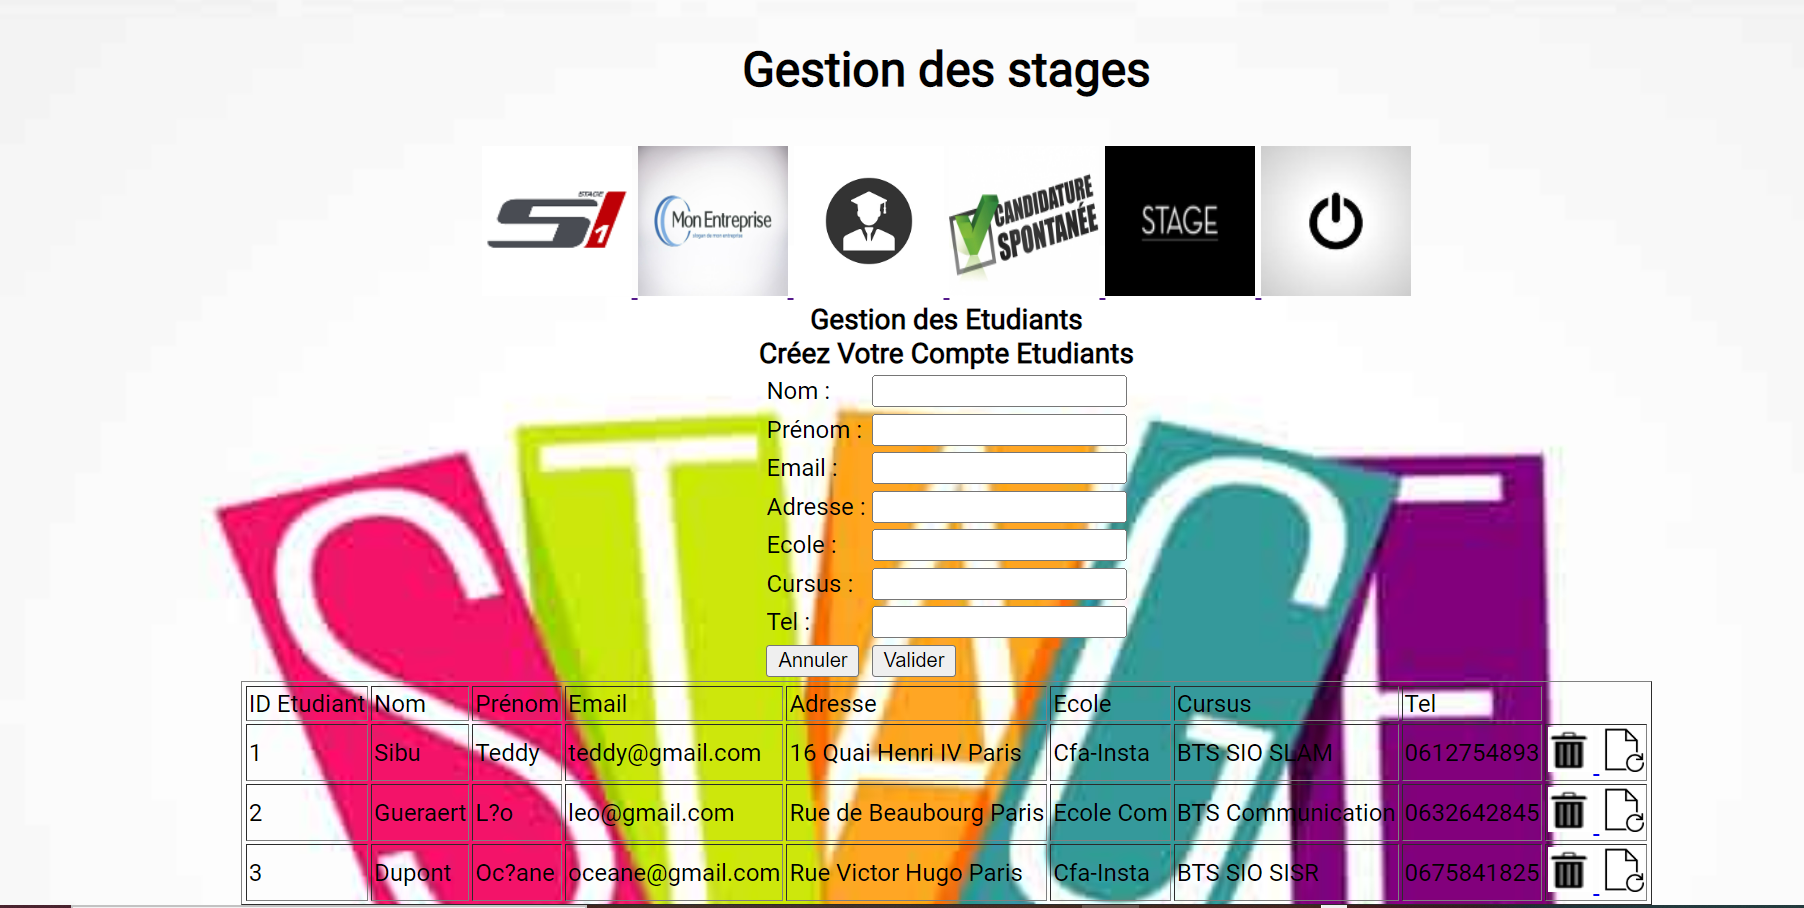 Gestion des stages
STAGE
S1
Mon Entreprise
CANDIDATURE
SPONTANÉE
STAGE
Gestion des Etudiants
Créez Votre Compte Etudiants
Nom :
Prénom :
Email :
Adresse :
Ecole :
Cursus :
Tel :
Annuler Valider
STAGE
ID Etudiant Nom Prénom Email Adresse Ecole Cursus Tel
1 Sibu Teddy teddy@gmail.com 16 Quai Henri IV Paris Cfa-Insta BTS SIO SLAM 0612754893
2 Gueraert L?o leo@gmail.com Rue de Beaubourg Paris Ecole Com BTS Communication 0632642845
3 Dupont Oc?ane oceane@gmail.com Rue Victor Hugo Paris Cfa-Insta BTS SIO SISR 0675841825